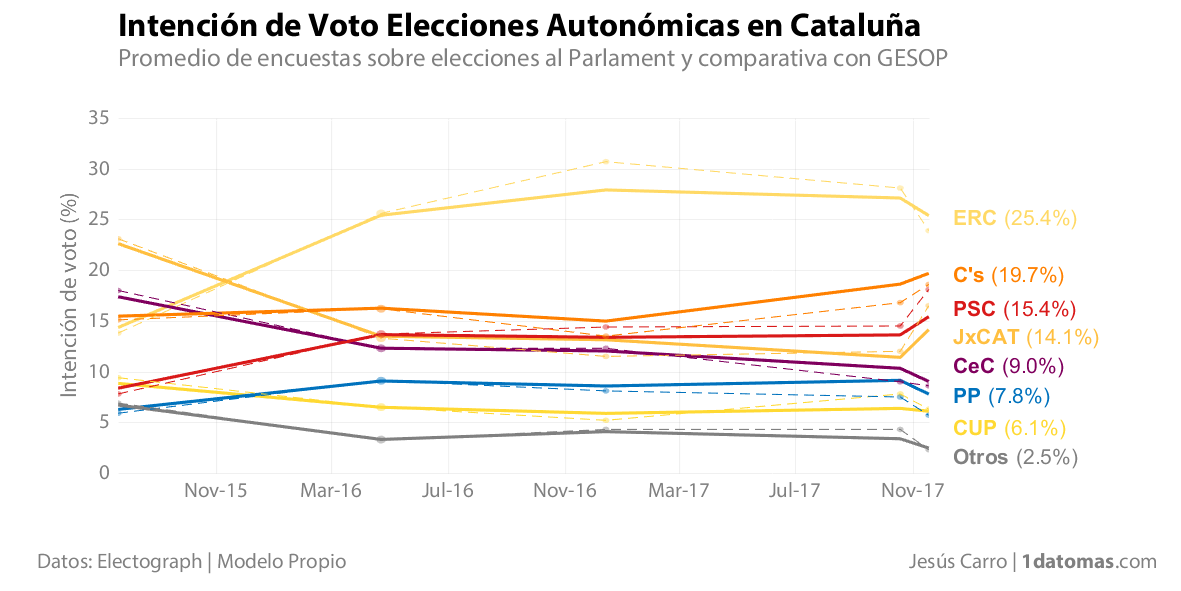 Intención de Voto Elecciones Autonómicas en Cataluña
Promedio de encuestas sobre elecciones al Parlament y comparativa con GESOP
Intención de voto (%)
35
30
25
20
15
10
5
0
Nov-15
Mar-16
Jul-16
Nov-16
Mar-17
Jul-17
Nov-17
ERC (25.4%)
C's (19.7%)
PSC (15.4%)
JxCAT (14.1%)
CeC (9.0%)
PP (7.8%)
CUP (6.1%)
Otros (2.5%)
Datos: Electograph | Modelo Propio
Jesús Carro | 1datomas.com